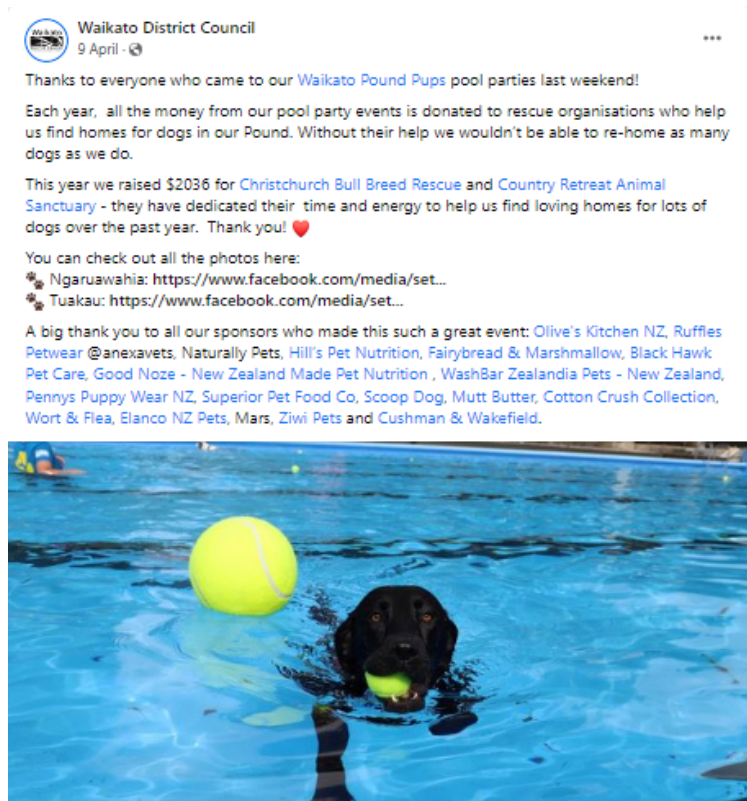 Waikato District Council
9 April ·
Thanks to everyone who came to our Waikato Pound Pups pool parties last weekend!
Each year,  all the money from our pool party events is donated to rescue organisations who help
us find homes for dogs in our Pound. Without their help we wouldn't be able to re-home as many
dogs as we do.
This year we raised $2036 for Christchurch Bull Breed Rescue and Country Retreat Animal
Sanctuary - they have dedicated their  time and energy to help us find loving homes for lots of
dogs over the past year.  Thank you! ❤️
You can check out all the photos here:
🐾 Ngaruawahia: https://www.facebook.com/media/set...
🐾 Tuakau: https://www.facebook.com/media/set...
A big thank you to all our sponsors who made this such a great event: Olive's Kitchen NZ, Ruffles
Petwear @anexavets, Naturally Pets, Hill's Pet Nutrition, Fairybread & Marshmallow, Black Hawk
Pet Care, Good Noze - New Zealand Made Pet Nutrition , WashBar Zealandia Pets - New Zealand,
Pennys Puppy Wear NZ, Superior Pet Food Co, Scoop Dog, Mutt Butter, Cotton Crush Collection,
Wort & Flea, Elanco NZ Pets, Mars, Ziwi Pets and Cushman & Wakefield.